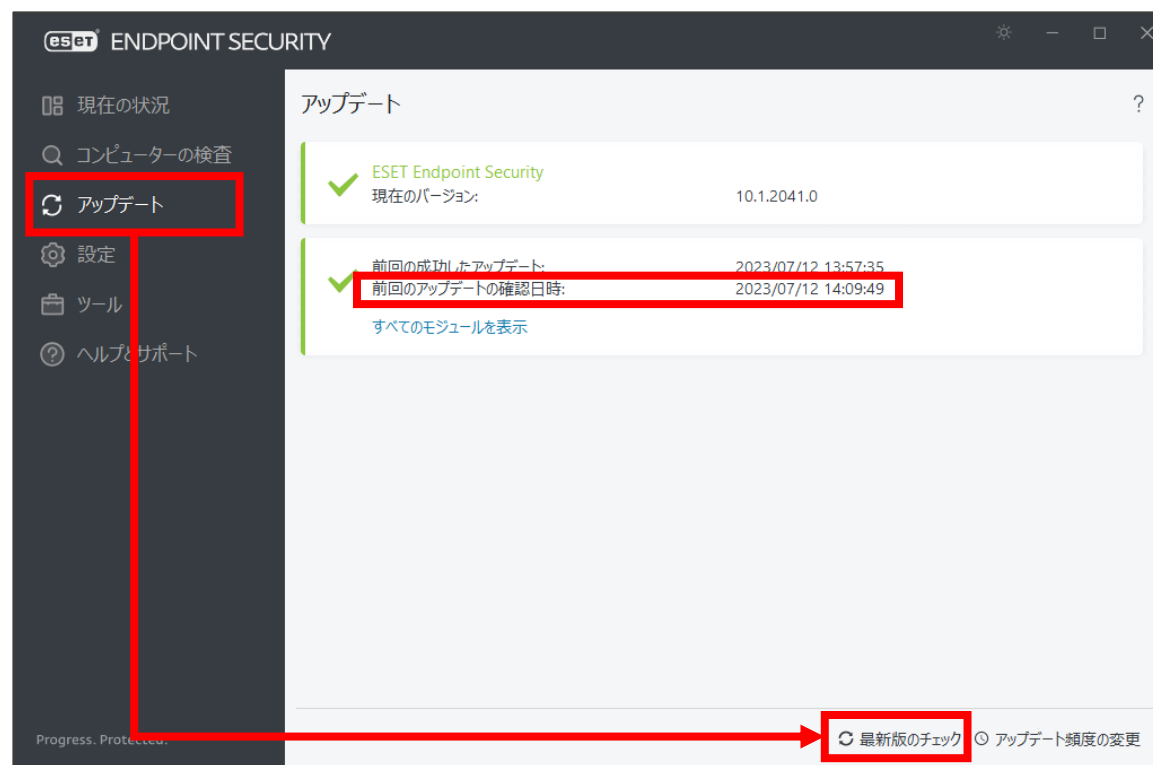 eseT ENDPOINT SECURITY
現在の状況
コンピューターの検査
アップデート
設定
ツール
ヘルプとサポート
Progress. Protected.
アップデート
?
ESET Endpoint Security
現在のバージョン: 10.1.2041.0
前回の成功したアップデート: 2023/07/12 13:57:35
前回のアップデートの確認日時: 2023/07/12 14:09:49
すべてのモジュールを表示
最新版のチェック アップデート頻度の変更